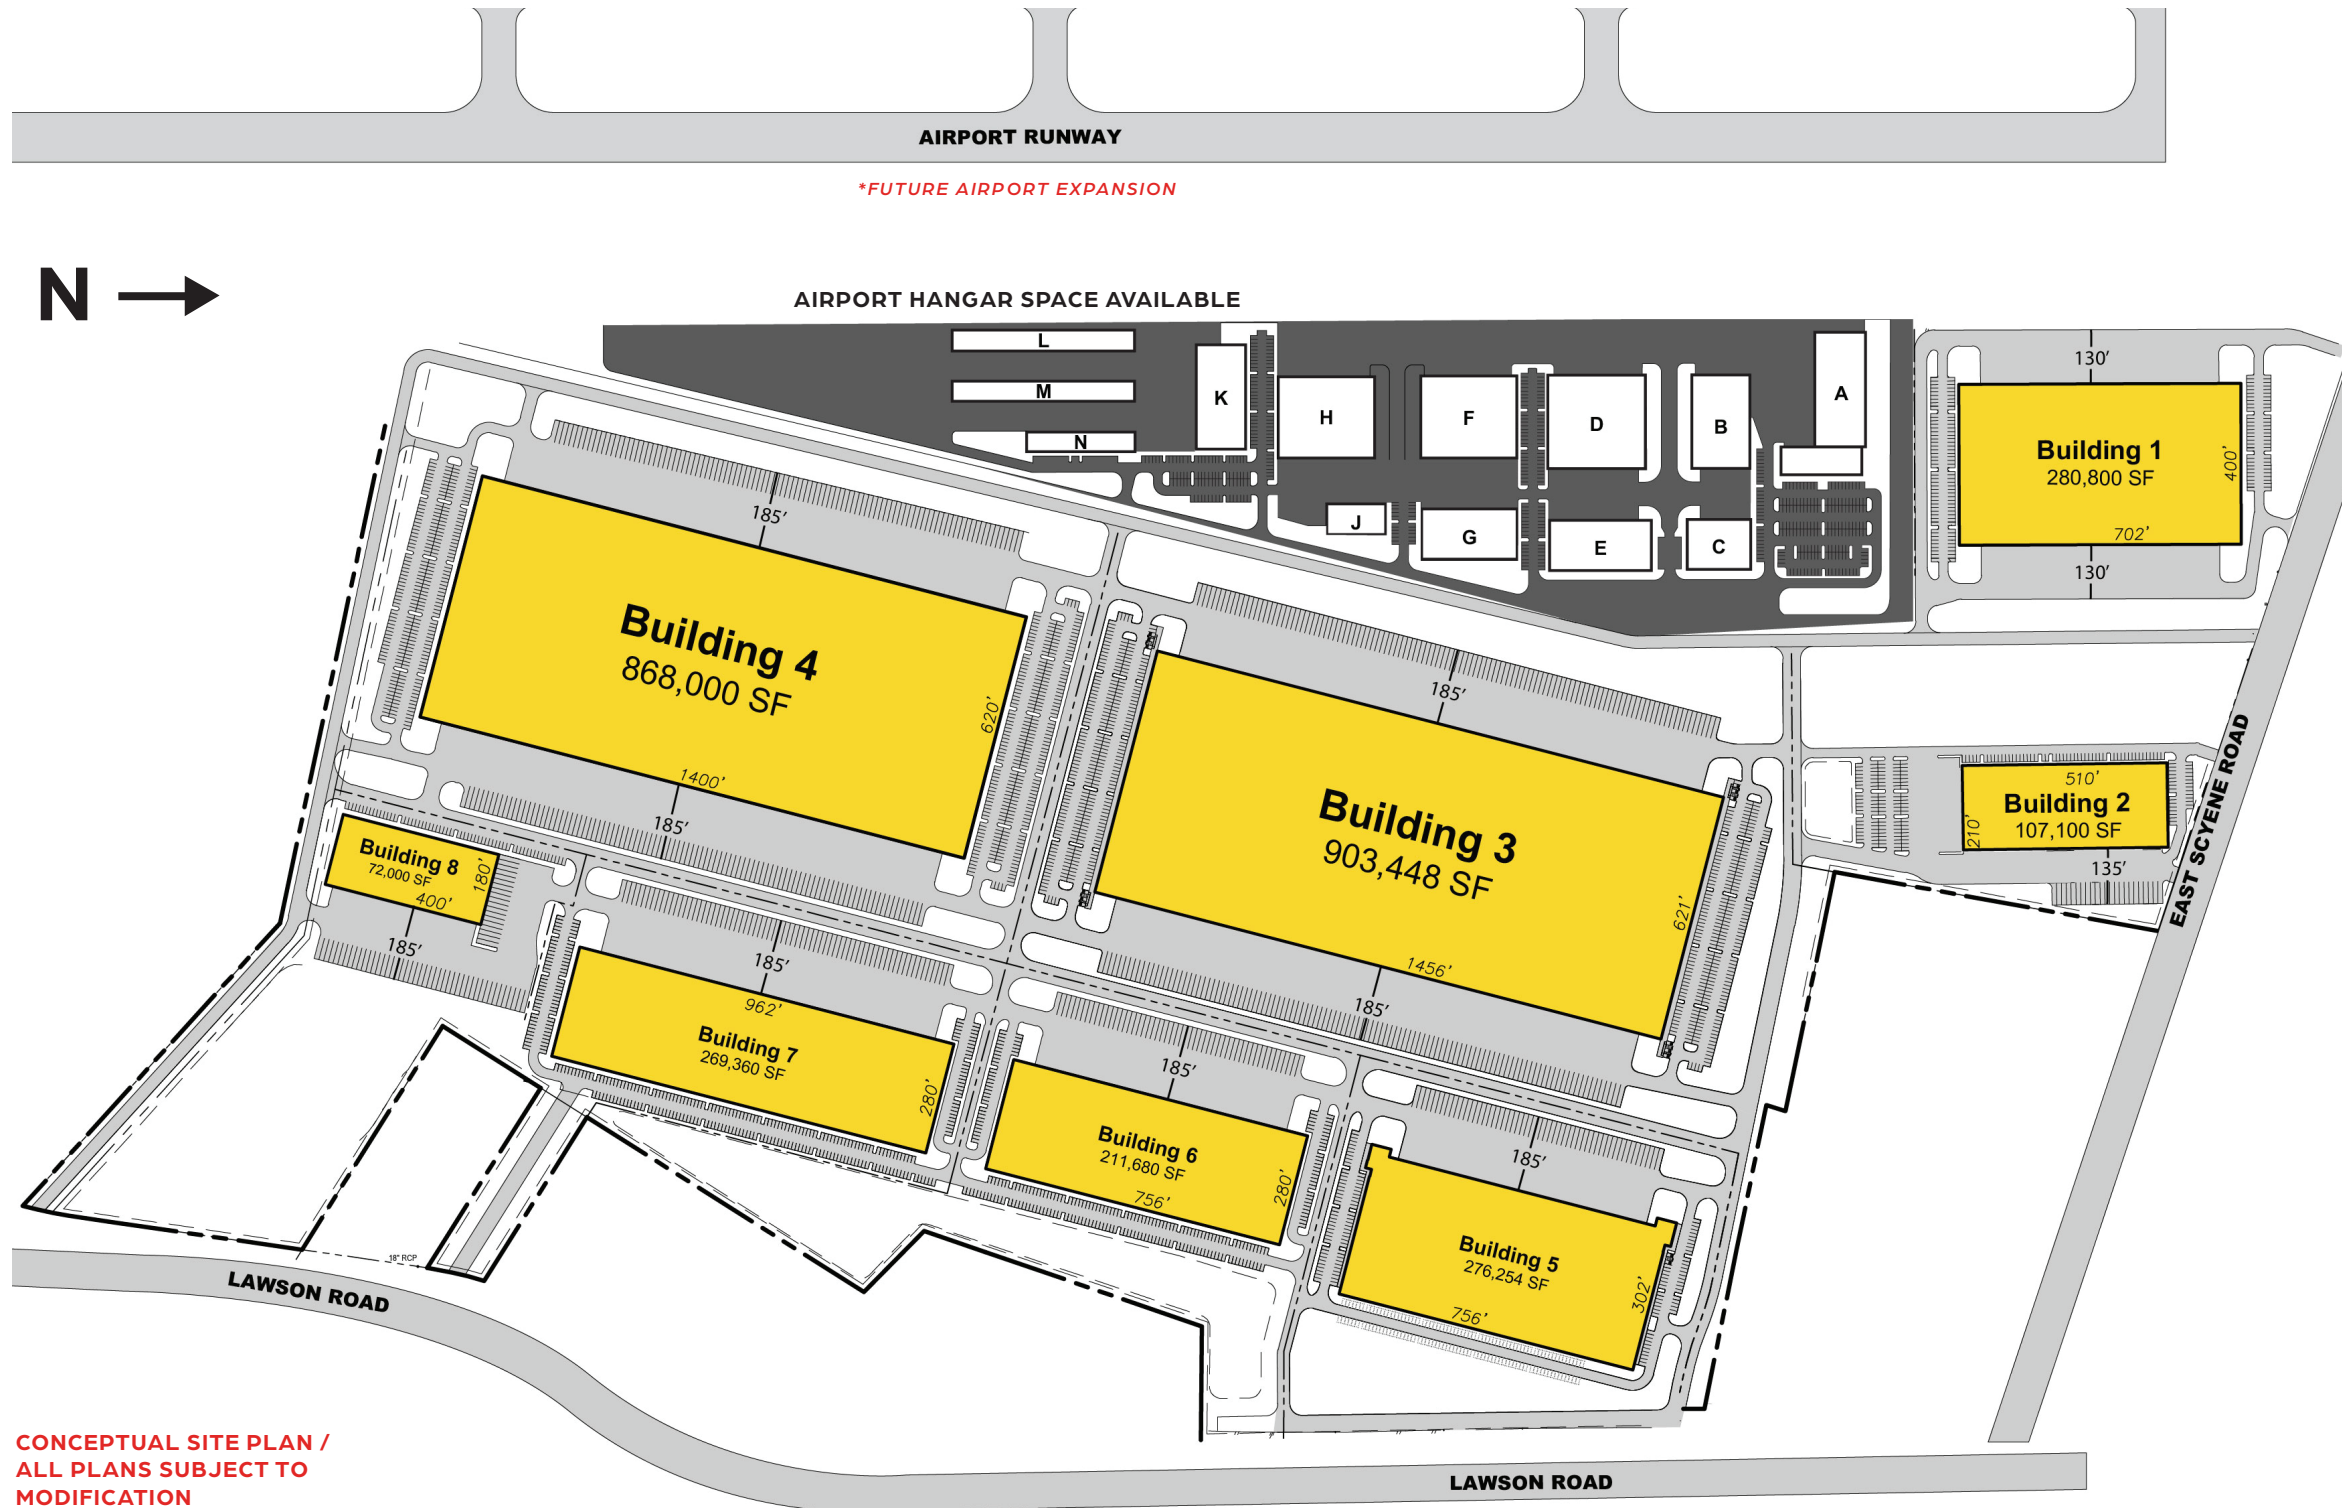 AIRPORT RUNWAY
*FUTURE AIRPORT EXPANSION
N
AIRPORT HANGAR SPACE AVAILABLE
L
M
N
K
H
F
D
B
A
J
G
E
C
130'
Building 1
280,800 SF
400'
702'
130'
185'
Building 4
868,000 SF
620'
1400'
185'
185'
Building 3
903,448 SF
621'
1456'
185'
510'
Building 2
107,100 SF
210'
135'
EAST SCYENE ROAD
Building 8
72,000 SF
180'
400'
185'
185'
962'
Building 7
269,360 SF
280'
185'
Building 6
211,680 SF
756'
280'
185'
Building 5
276,254 SF
302'
756'
18" RCP
LAWSON ROAD
LAWSON ROAD
CONCEPTUAL SITE PLAN /
ALL PLANS SUBJECT TO
MODIFICATION